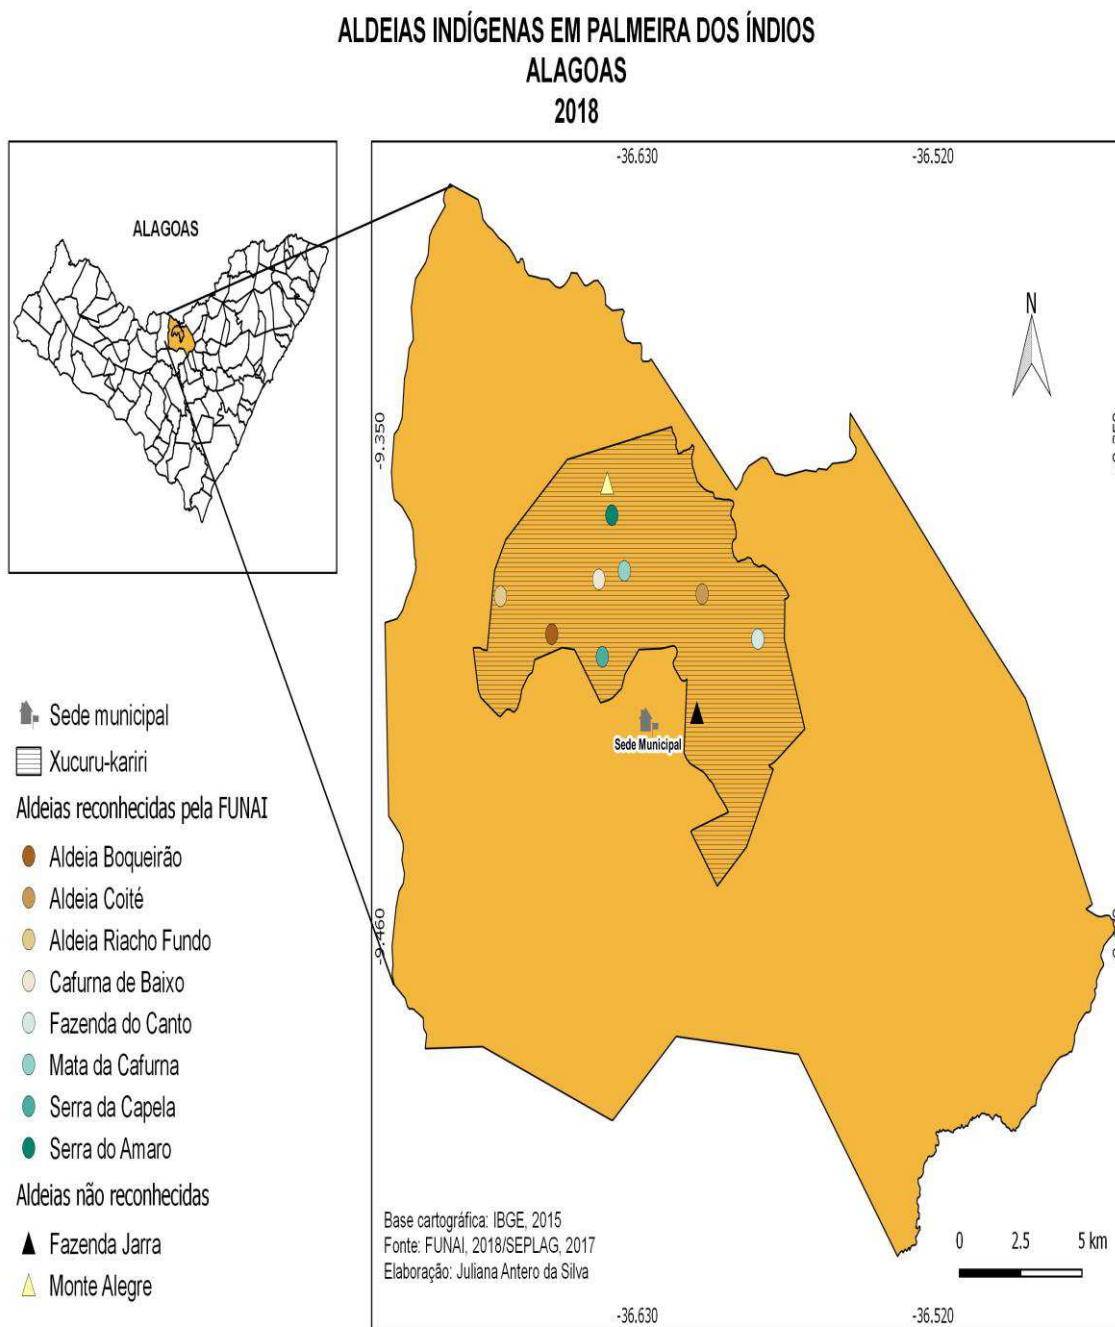 ALDEIAS INDÍGENAS EM PALMEIRA DOS ÍNDIOS
ALAGOAS
2018
ALAGOAS
-36.630
-36.520
N
-9.350
-9.460
Sede Municipal
Sede municipal
Xucuru-kariri
Aldeias reconhecidas pela FUNAI
Aldeia Boqueirão
Aldeia Coité
Aldeia Riacho Fundo
Cafurna de Baixo
Fazenda do Canto
Mata da Cafurna
Serra da Capela
Serra do Amaro
Aldeias não reconhecidas
Fazenda Jarra
Monte Alegre
Base cartográfica: IBGE, 2015
Fonte: FUNAI, 2018/SEPLAG, 2017
Elaboração: Juliana Antero da Silva
0 2.5 5 km
-36.630
-36.520